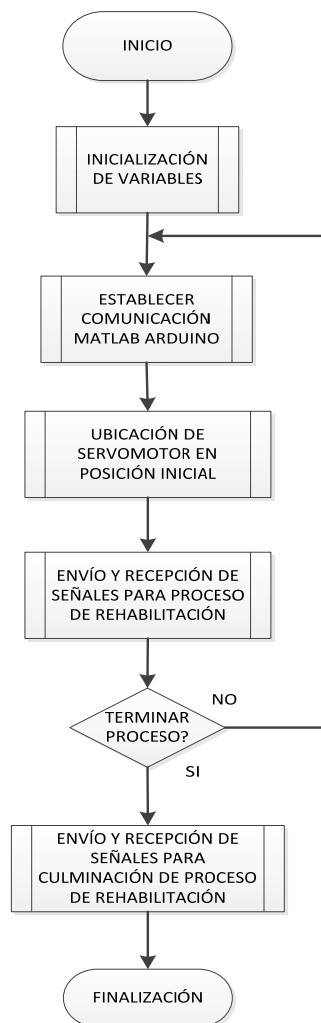 INICIO
INICIALIZACIÓN
DE VARIABLES
ESTABLECER
COMUNICACIÓN
MATLAB ARDUINO
UBICACIÓN DE
SERVOMOTOR EN
POSICIÓN INICIAL
ENVÍO Y RECEPCIÓN DE
SEÑALES PARA PROCESO
DE REHABILITACIÓN
TERMINAR
PROCESO?
NO
SI
ENVÍO Y RECEPCIÓN DE
SEÑALES PARA
CULMINACIÓN DE PROCESO
DE REHABILITACIÓN
FINALIZACIÓN